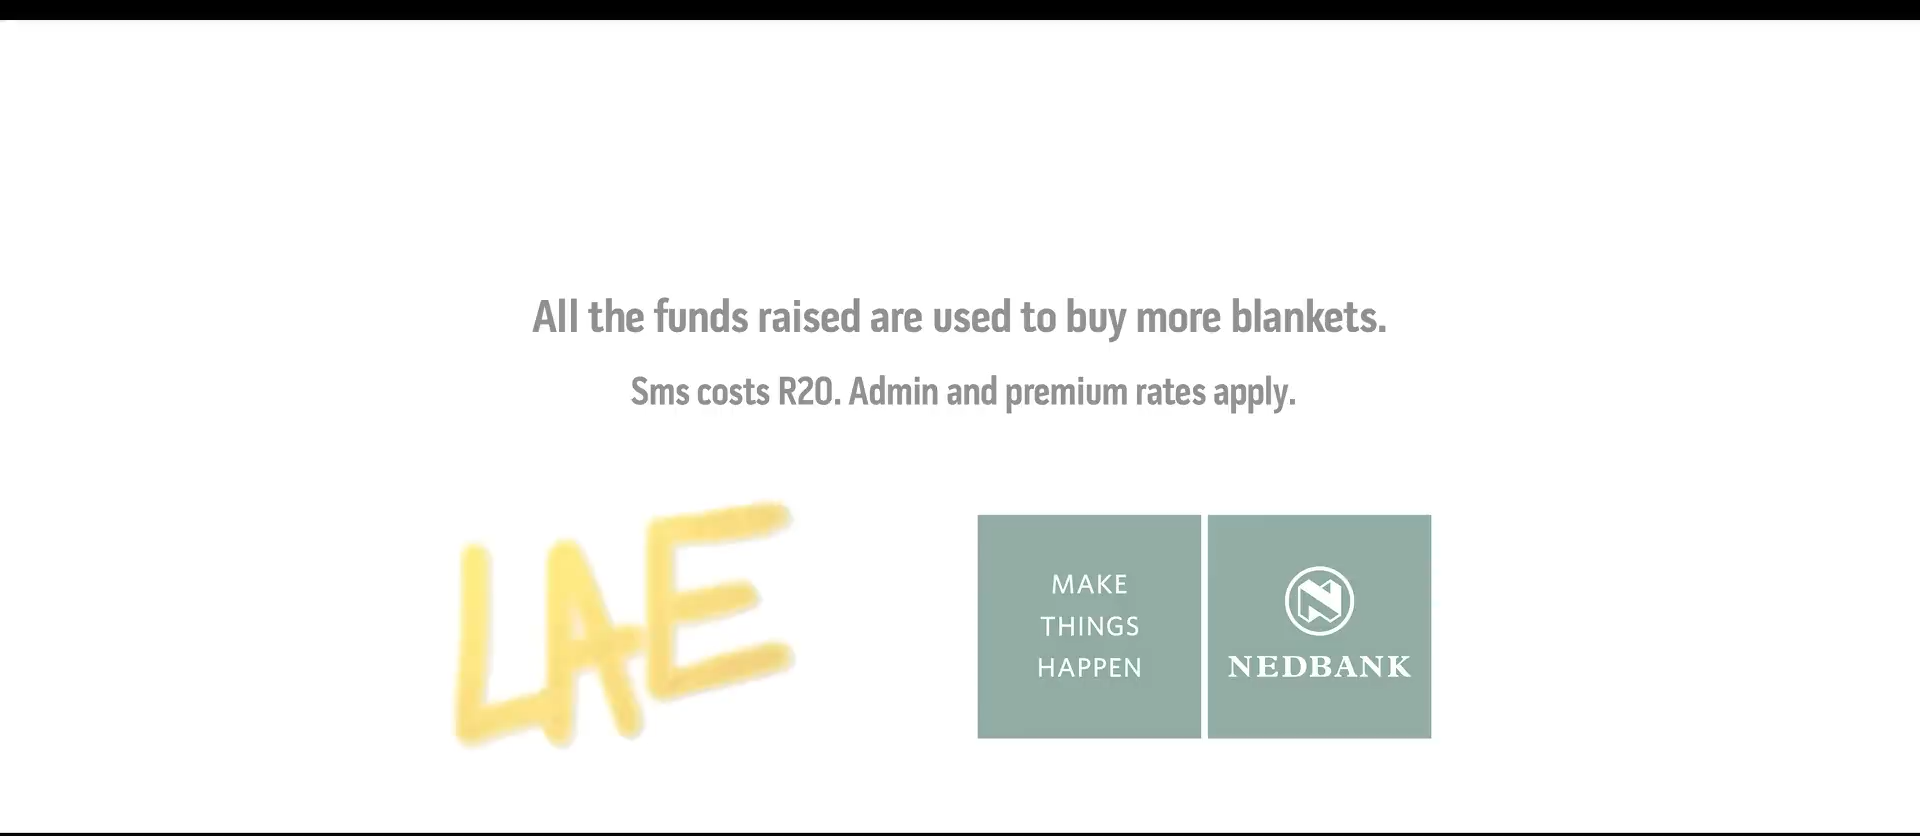 All the funds raised are used to buy more blankets.
Sms costs R20. Admin and premium rates apply.
LAE
MAKE
THINGS
HAPPEN
NEDBANK